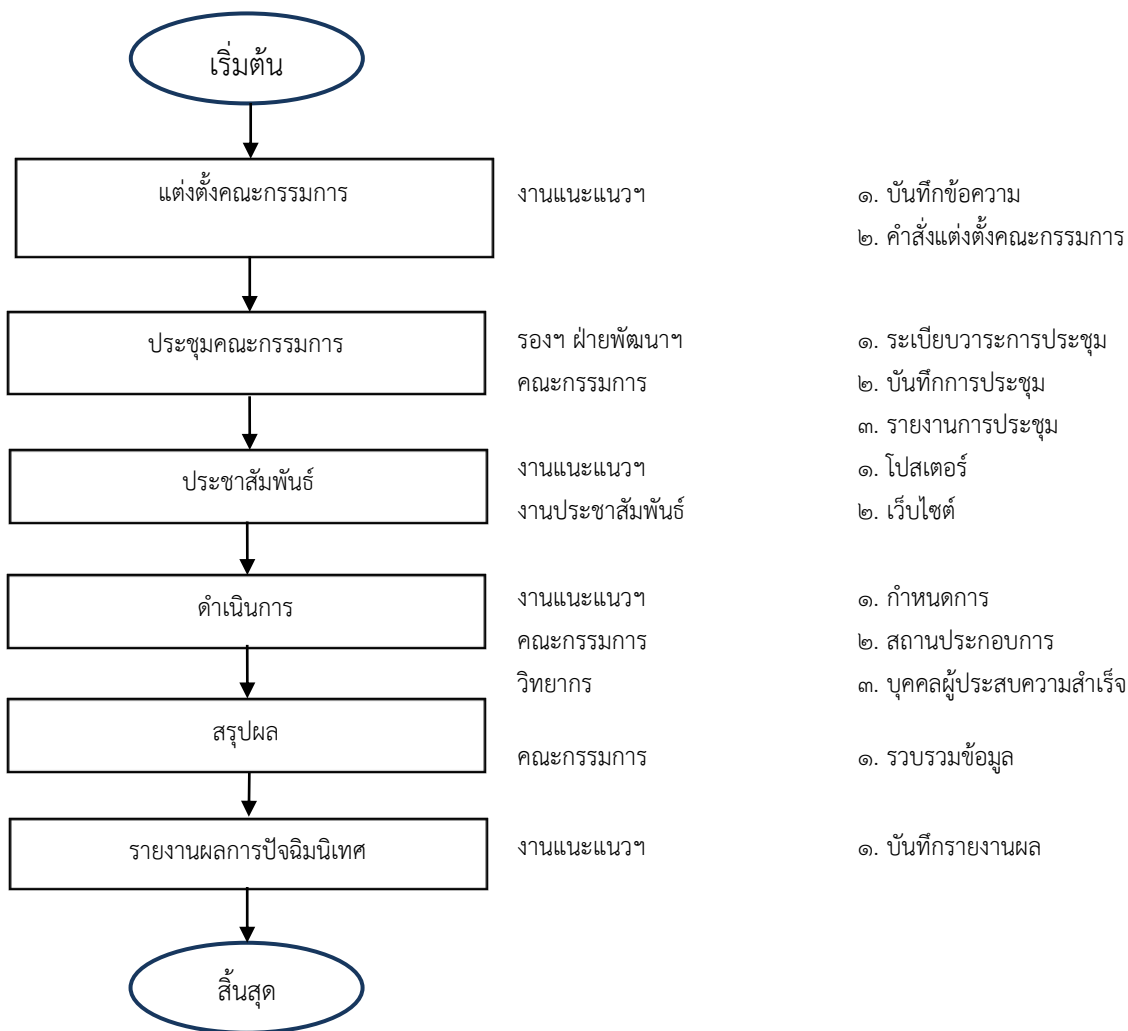 เริ่มต้น
แต่งตั้งคณะกรรมการ
งานแนะแนวฯ
๑. บันทึกข้อความ
๒. คำสั่งแต่งตั้งคณะกรรมการ
ประชุมคณะกรรมการ
รองฯ ฝ่ายพัฒนาฯ
๑. ระเบียบวาระการประชุม
คณะกรรมการ
๒. บันทึกการประชุม
๓. รายงานการประชุม
ประชาสัมพันธ์
งานแนะแนวฯ
๑. โปสเตอร์
งานประชาสัมพันธ์
๒. เว็บไซต์
ดำเนินการ
งานแนะแนวฯ
๑. กำหนดการ
คณะกรรมการ
๒. สถานประกอบการ
วิทยากร
๓. บุคคลผู้ประสบความสำเร็จ
สรุปผล
คณะกรรมการ
๑. รวบรวมข้อมูล
รายงานผลการปัจฉิมนิเทศ
งานแนะแนวฯ
๑. บันทึกรายงานผล
สิ้นสุด